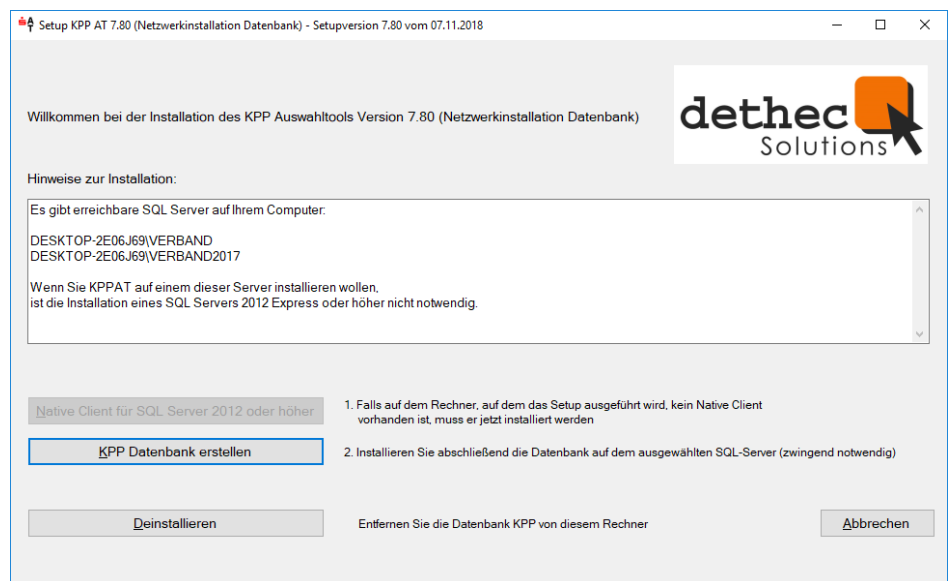 Setup KPP AT 7.80 (Netzwerkinstallation Datenbank) - Setupversion 7.80 vom 07.11.2018
Willkommen bei der Installation des KPP Auswahltools Version 7.80 (Netzwerkinstallation Datenbank)
dethec
Solutions
Hinweise zur Installation:
Es gibt erreichbare SQL Server auf Ihrem Computer:
DESKTOP-2E06J69\VERBAND
DESKTOP-2E06J69\VERBAND2017
Wenn Sie KPPAT auf einem dieser Server installieren wollen,
ist die Installation eines SQL Servers 2012 Express oder höher nicht notwendig.
Native Client für SQL Server 2012 oder höher
1. Falls auf dem Rechner, auf dem das Setup ausgeführt wird, kein Native Client
vorhanden ist, muss er jetzt installiert werden
KPP Datenbank erstellen
2. Installieren Sie abschließend die Datenbank auf dem ausgewählten SQL-Server (zwingend notwendig)
Deinstallieren
Entfernen Sie die Datenbank KPP von diesem Rechner
Abbrechen